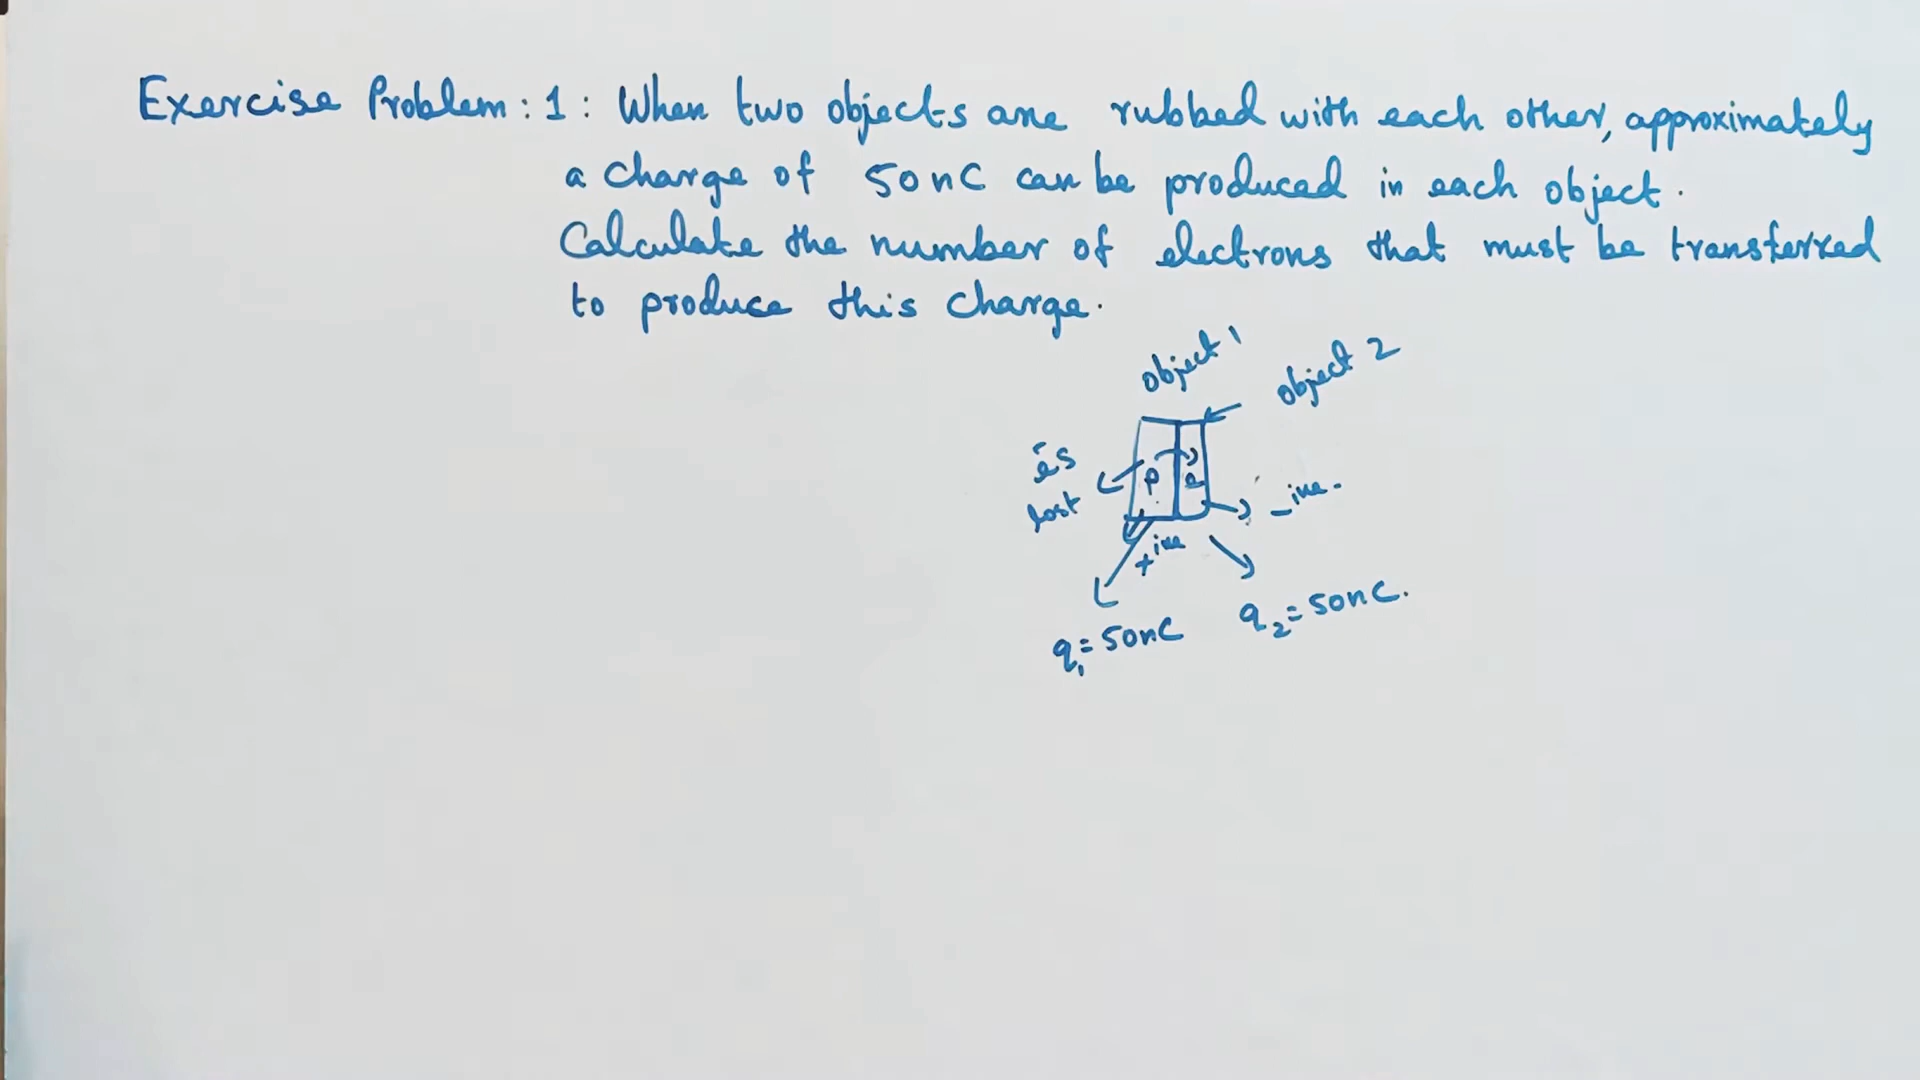 Exercise Problem: 1: When two objects are rubbed with each other, approximately
a charge of 50nC can be produced in each object.
Calculate the number of electrons that must be transferred
to produce this charge.
object 1
object 2
ēs
lost
p
e
-ive.
+ive
q₁=50nC
q₂=50nC.